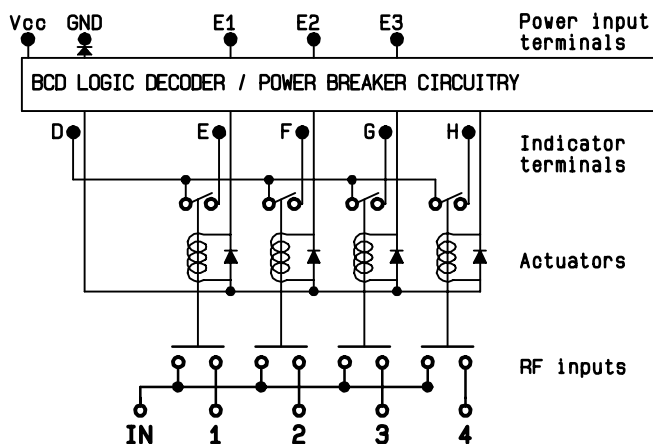 Vcc GND E1 E2 E3 Power input
terminals
BCD LOGIC DECODER / POWER BREAKER CIRCUITRY
D E F G H Indicator
terminals
Actuators
RF inputs
IN 1 2 3 4